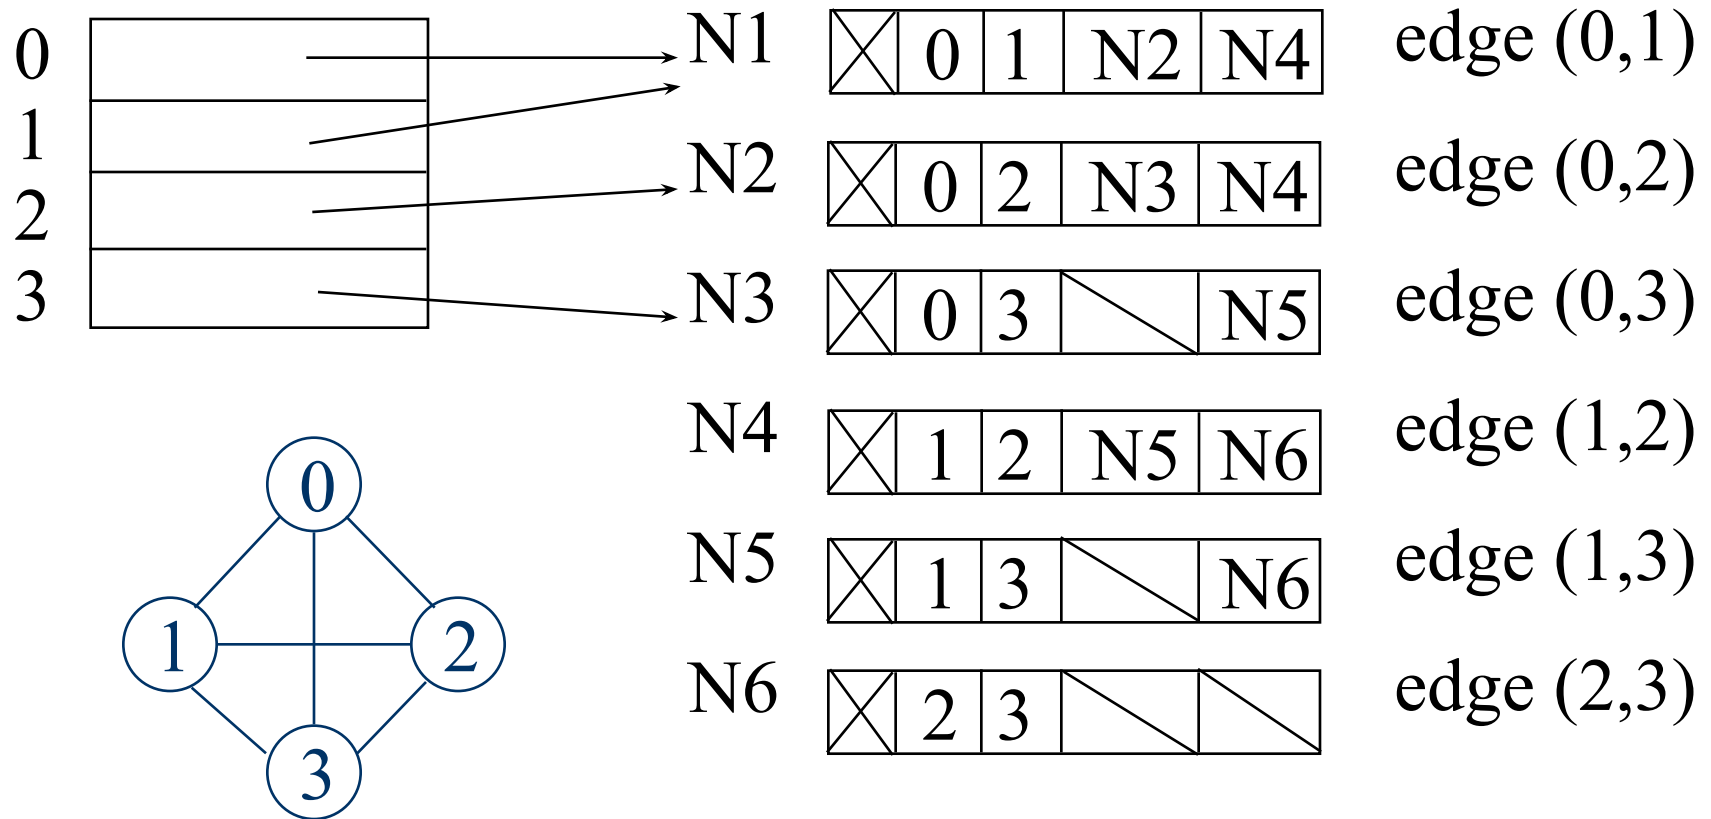 0 N1 0 1 N2 N4 edge (0,1)
1
N2 0 2 N3 N4 edge (0,2)
2
3 N3 0 3 N5 edge (0,3)
N4 1 2 N5 N6 edge (1,2)
0
N5 1 3 N6 edge (1,3)
1 2
N6 2 3 edge (2,3)
3